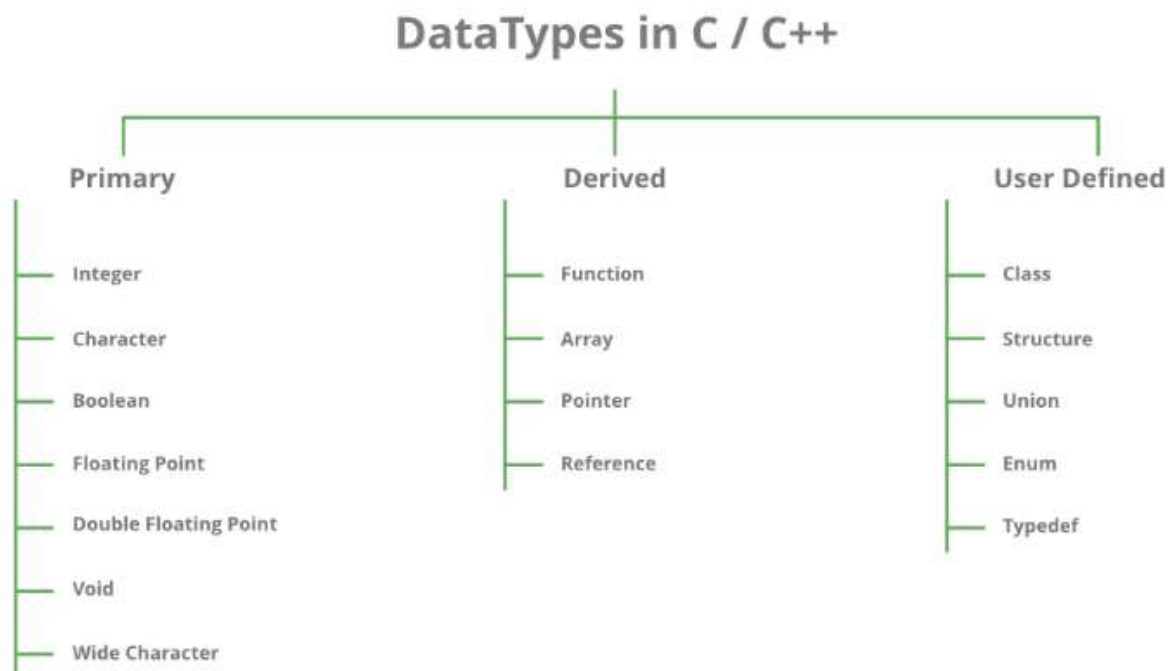 DataTypes in C / C++
Primary
Integer
Character
Boolean
Floating Point
Double Floating Point
Void
Wide Character
Derived
Function
Array
Pointer
Reference
User Defined
Class
Structure
Union
Enum
Typedef